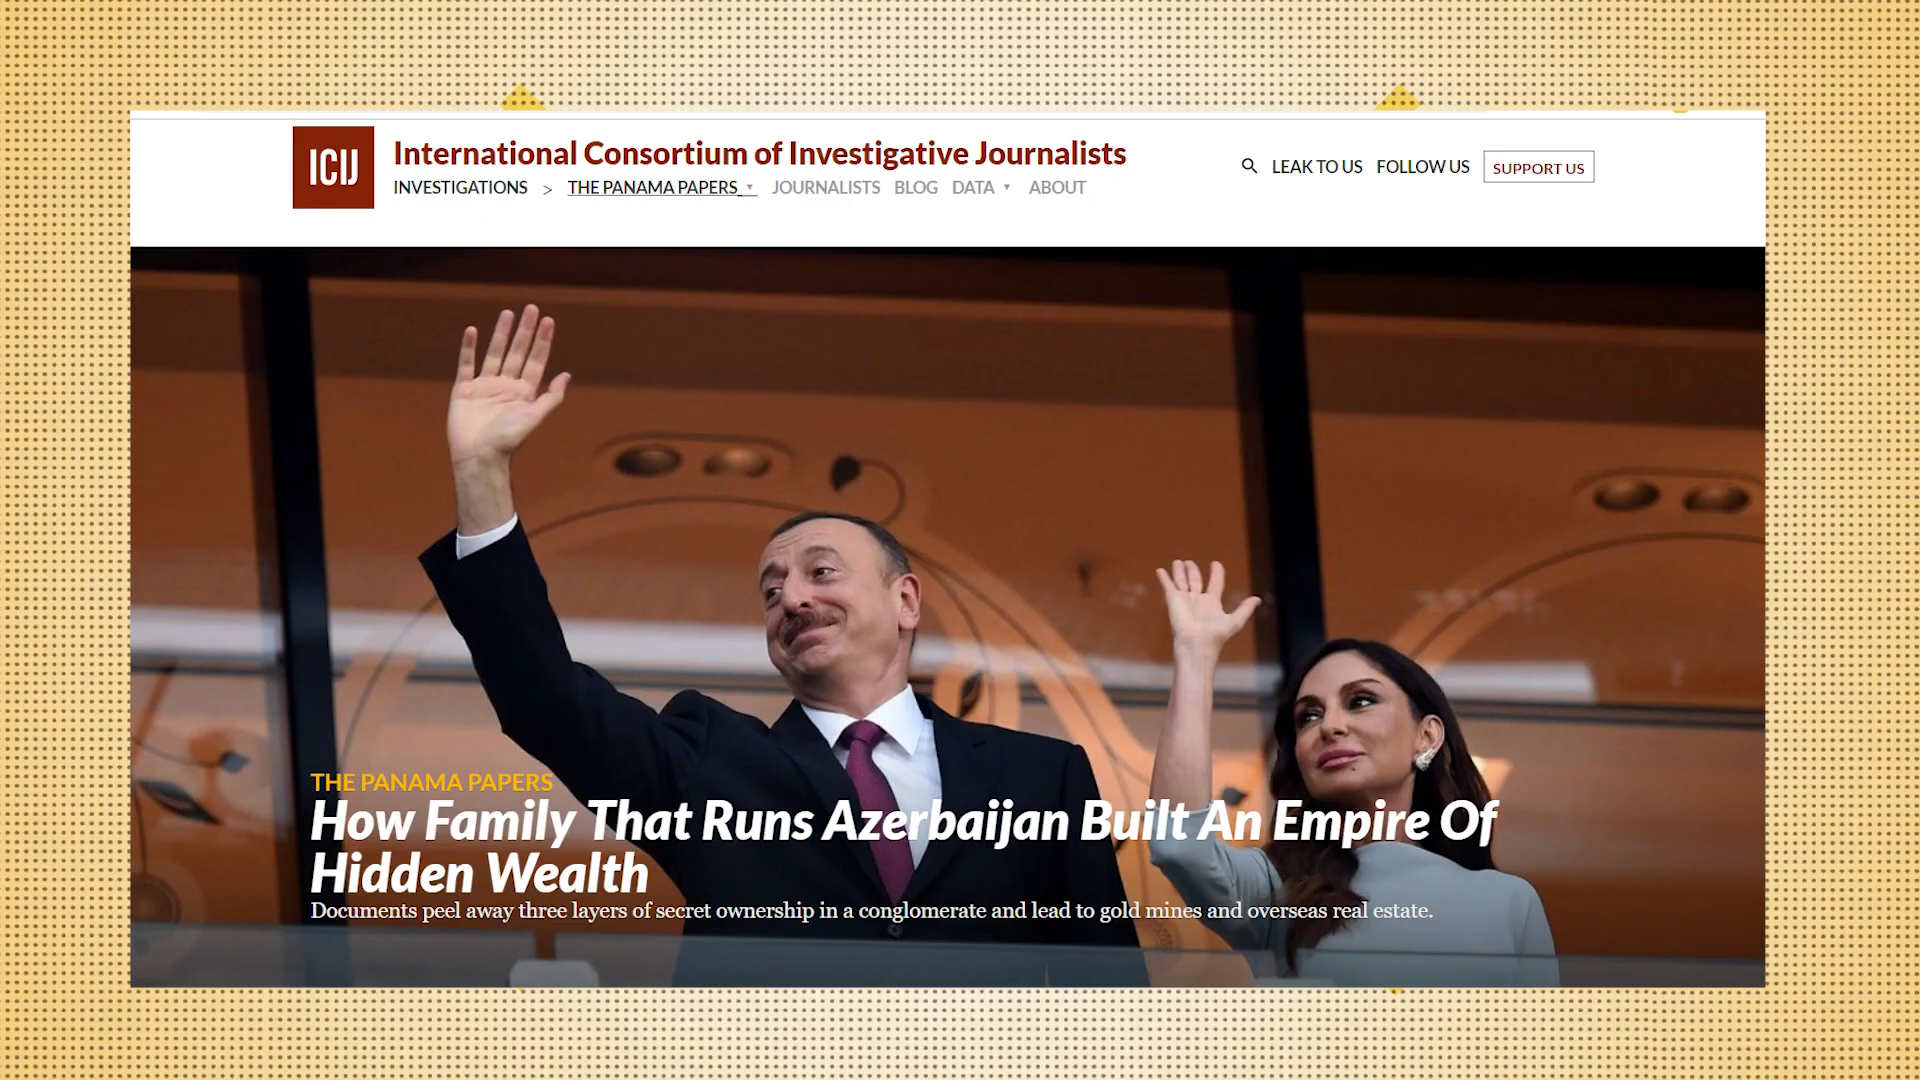 ICIJ
International Consortium of Investigative Journalists
INVESTIGATIONS > THE PANAMA PAPERS JOURNALISTS BLOG DATA ABOUT
LEAK TO US FOLLOW US SUPPORT US
THE PANAMA PAPERS
How Family That Runs Azerbaijan Built An Empire Of
Hidden Wealth
Documents peel away three layers of secret ownership in a conglomerate and lead to gold mines and overseas real estate.